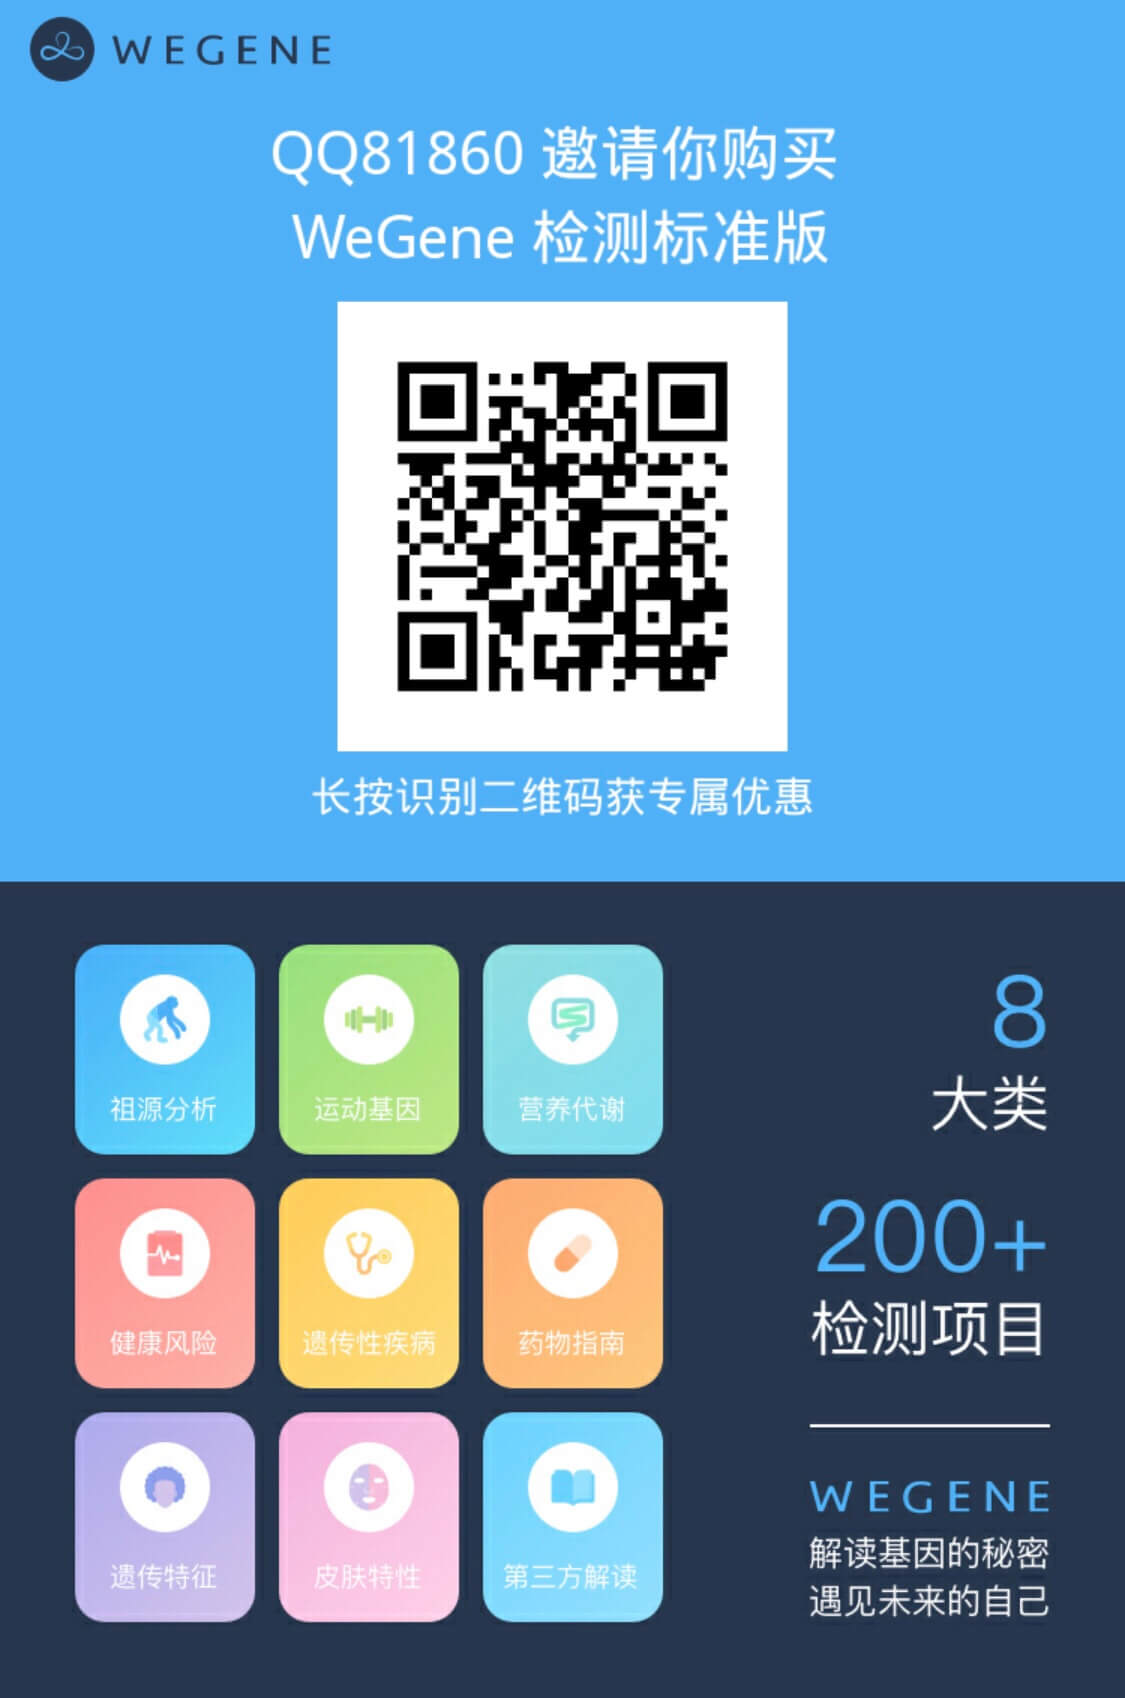 WEGENE
QQ81860 邀请你购买
WeGene 检测标准版
长按识别二维码获专属优惠
祖源分析
运动基因
营养代谢
健康风险
遗传性疾病
药物指南
遗传特征
皮肤特性
第三方解读
8
大类
200+
检测项目
WEGENE
解读基因的秘密
遇见未来的自己